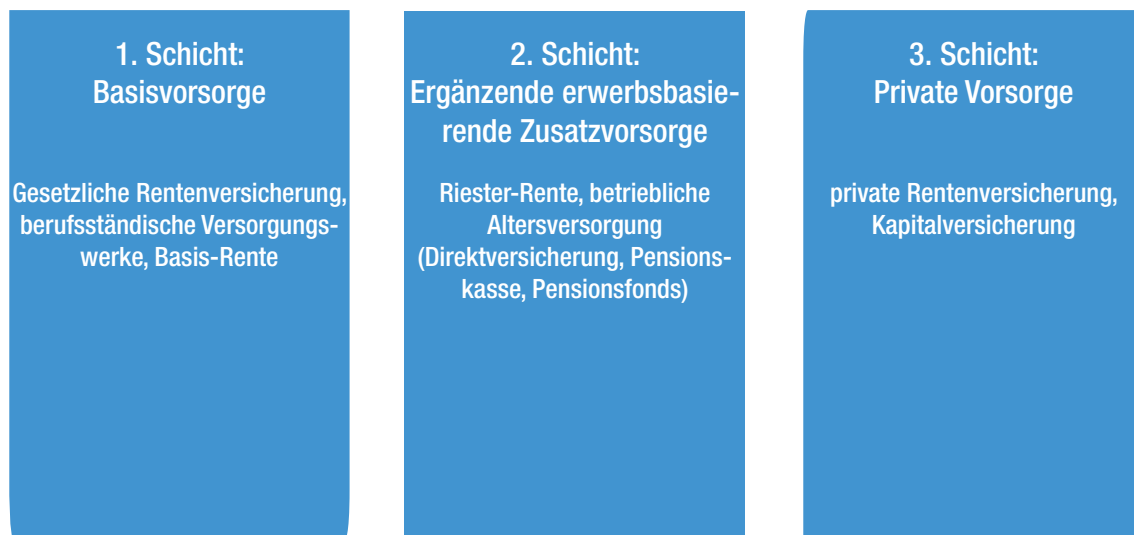 1. Schicht:
Basisvorsorge
Gesetzliche Rentenversicherung,
berufsständische Versorgungs-
werke, Basis-Rente
2. Schicht:
Ergänzende erwerbsbasie-
rende Zusatzvorsorge
Riester-Rente, betriebliche
Altersversorgung
(Direktversicherung, Pensions-
kasse, Pensionsfonds)
3. Schicht:
Private Vorsorge
private Rentenversicherung,
Kapitalversicherung